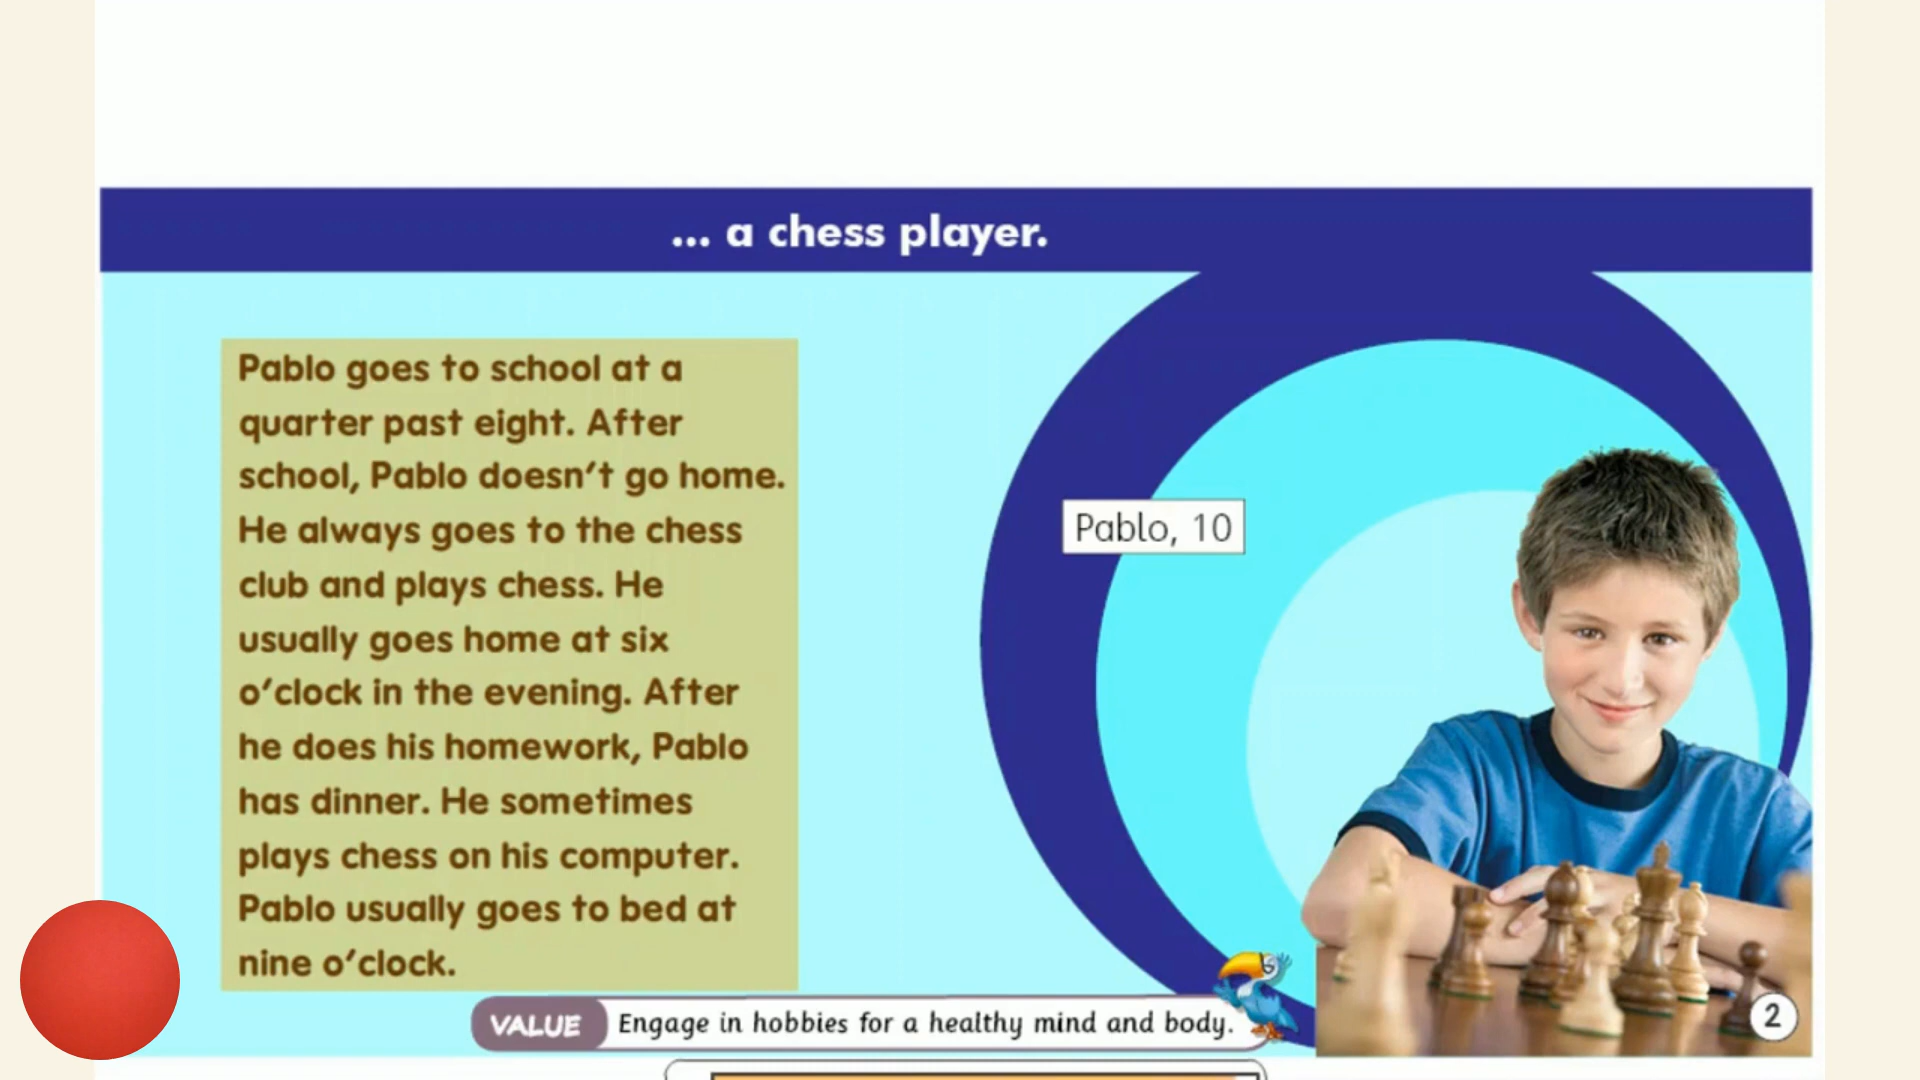 ... a chess player.
Pablo goes to school at a
quarter past eight. After
school, Pablo doesn't go home.
He always goes to the chess
club and plays chess. He
usually goes home at six
o'clock in the evening. After
he does his homework, Pablo
has dinner. He sometimes
plays chess on his computer.
Pablo usually goes to bed at
nine o'clock.
Pablo, 10
VALUE Engage in hobbies for a healthy mind and body.
2